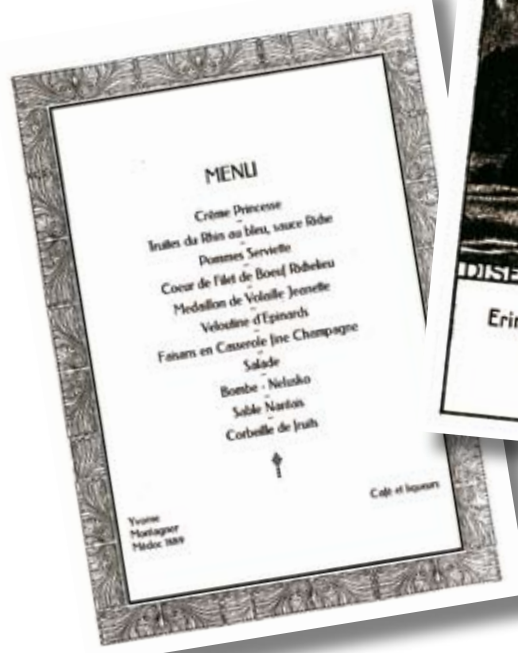 MENU
Crème Princesse
Truites du Rhin au bleu, sauce Riche
Pommes Serviette
Coeur de Filet de Boeuf Richelieu
Medaillon de Volaille Jeanette
Veloutine d'Epinards
Faisans en Casserole fine Champagne
Salade
Bombe - Nelusko
Sable Nantais
Corbeille de fruits
Café et liqueurs
Yvorne
Montagner
Médoc 1889
DISE
Erin